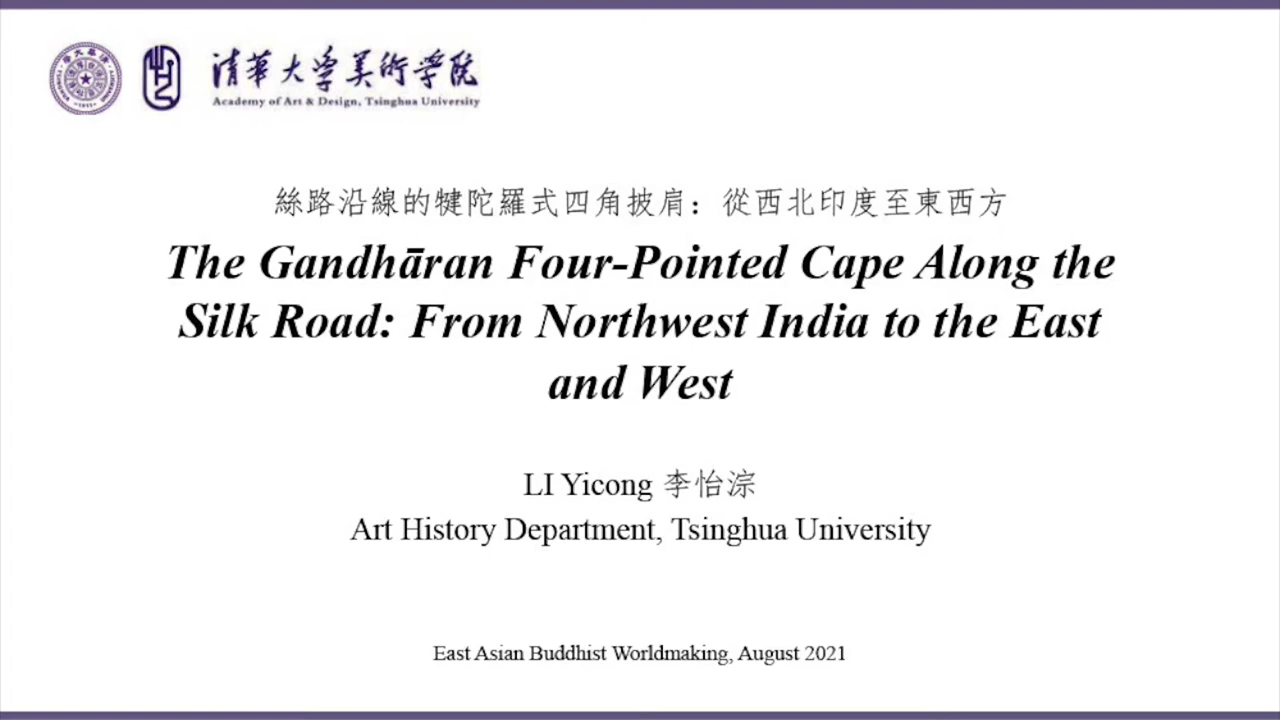 清華大学美術学院
Academy of Art & Design, Tsinghua University
絲路沿線的犍陀羅式四角披肩：從西北印度至東西方
The Gandhāran Four-Pointed Cape Along the
Silk Road: From Northwest India to the East
and West
LI Yicong 李怡淙
Art History Department, Tsinghua University
East Asian Buddhist Worldmaking, August 2021